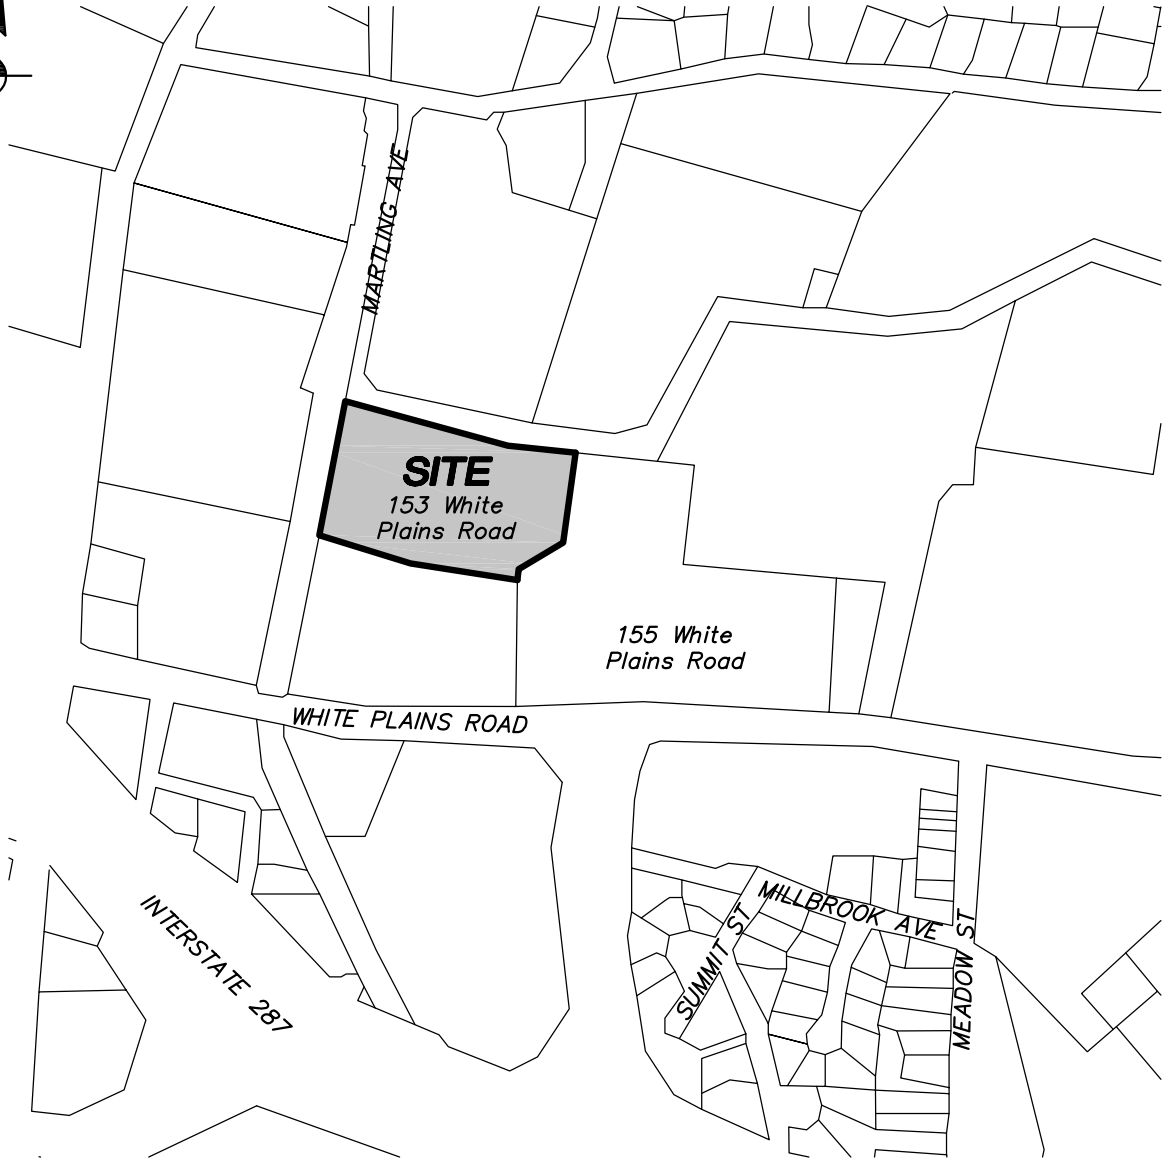 MARTLING AVE
SITE
153 White
Plains Road
155 White
Plains Road
WHITE PLAINS ROAD
INTERSTATE 287
MILLBROOK AVE
SUMMIT ST
MEADOW ST